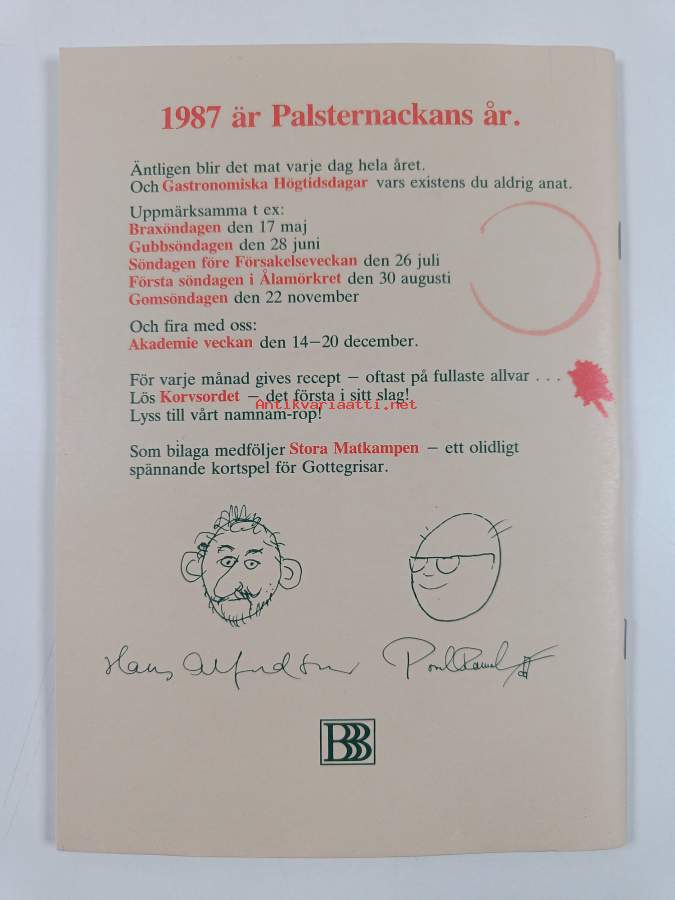 1987 är Palsternackans år.
Äntligen blir det mat varje dag hela året.
Och Gastronomiska Högtidsdagar vars existens du aldrig anat.
Uppmärksamma t ex:
Braxöndagen den 17 maj
Gubbsöndagen den 28 juni
Söndagen före Försakelseveckan den 26 juli
Första söndagen i Ålamörkret den 30 augusti
Gomsöndagen den 22 november
Och fira med oss:
Akademie veckan den 14–20 december.
För varje månad gives recept – oftast på fullaste allvar . . .
Lös Korvsordet – det första i sitt slag!
Antikvariaatti.net
Lyss till vårt namnam-rop!
Som bilaga medföljer Stora Matkampen – ett olidligt
spännande kortspel för Gottegrisar.
Hans Alfredson
Povel Ramel
BBB